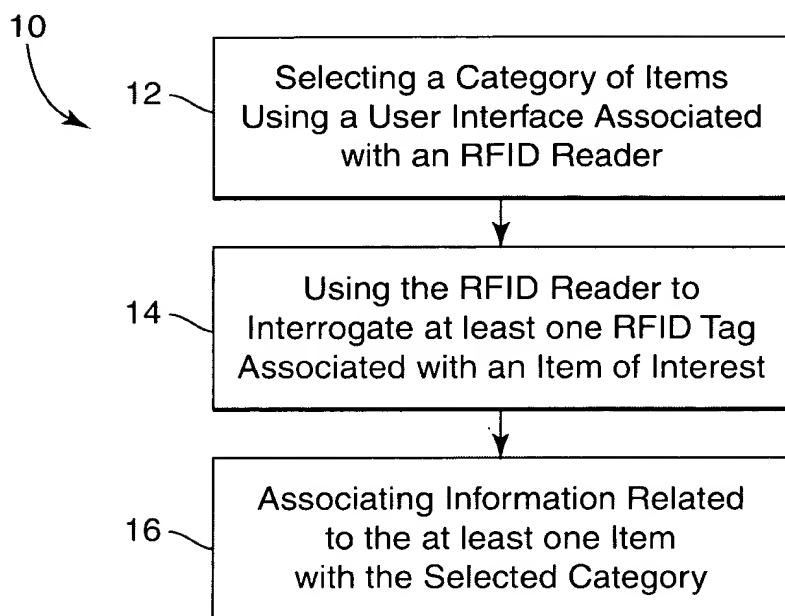 10
12
Selecting a Category of Items
Using a User Interface Associated
with an RFID Reader
14
Using the RFID Reader to
Interrogate at least one RFID Tag
Associated with an Item of Interest
16
Associating Information Related
to the at least one Item
with the Selected Category